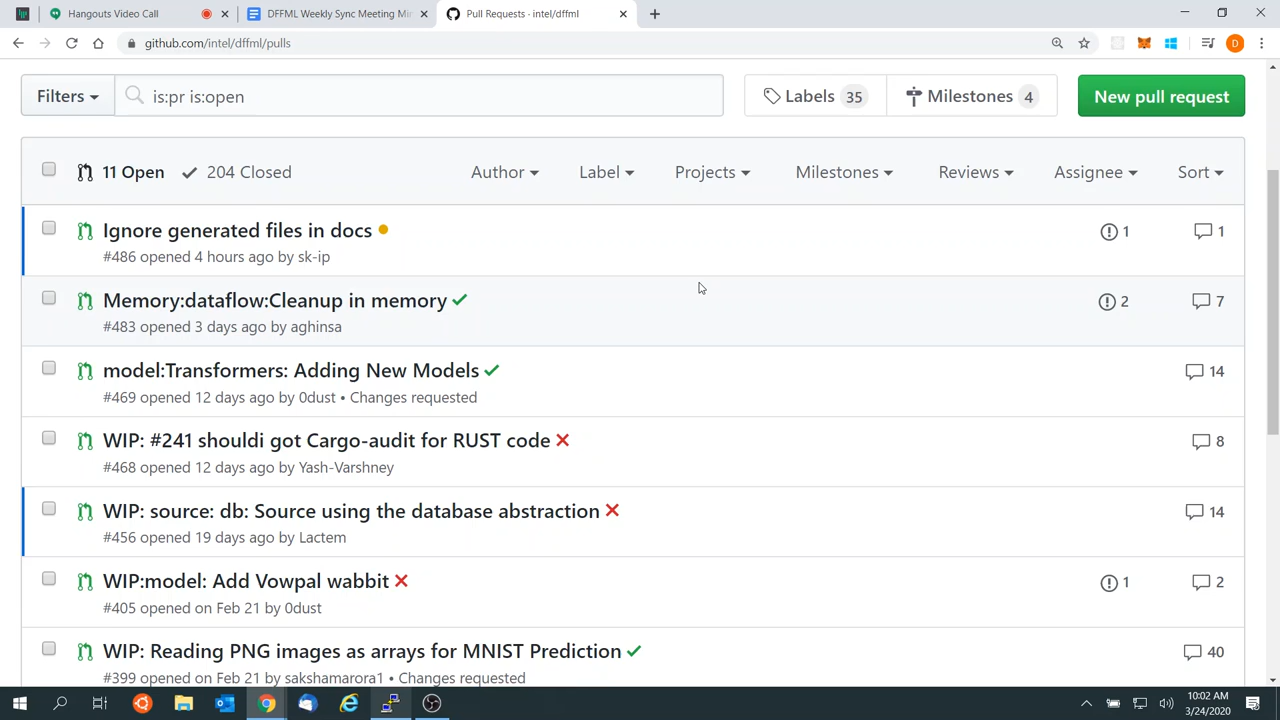 Hangouts Video Call
DFFML Weekly Sync Meeting Min
Pull Requests · intel/dffml
github.com/intel/dffml/pulls
D
Filters
is:pr is:open
Labels 35
Milestones 4
New pull request
11 Open
204 Closed
Author
Label
Projects
Milestones
Reviews
Assignee
Sort
Ignore generated files in docs
1
1
#486 opened 4 hours ago by sk-ip
Memory:dataflow:Cleanup in memory
2
7
#483 opened 3 days ago by aghinsa
model:Transformers: Adding New Models
14
#469 opened 12 days ago by 0dust • Changes requested
WIP: #241 shouldi got Cargo-audit for RUST code
8
#468 opened 12 days ago by Yash-Varshney
WIP: source: db: Source using the database abstraction
14
#456 opened 19 days ago by Lactem
WIP:model: Add Vowpal wabbit
1
2
#405 opened on Feb 21 by 0dust
WIP: Reading PNG images as arrays for MNIST Prediction
40
#399 opened on Feb 21 by sakshamarora1 • Changes requested
10:02 AM
3/24/2020